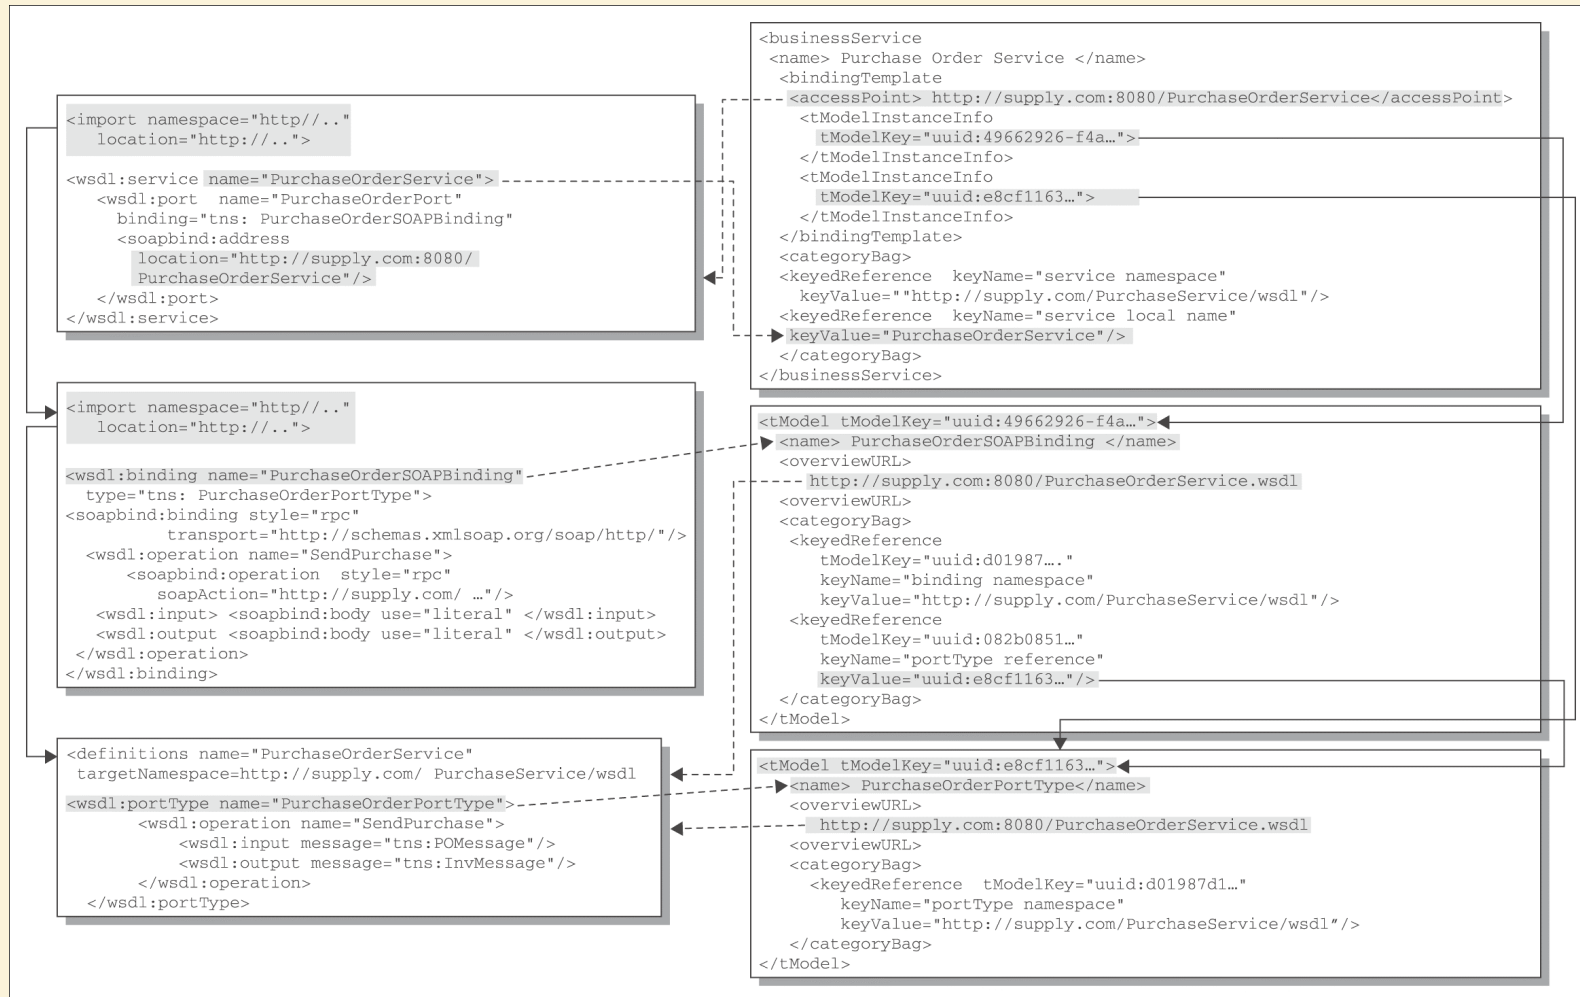 <import namespace="http//.."
location="http://..">
<wsdl:service name="PurchaseOrderService">
<wsdl:port name="PurchaseOrderPort"
binding="tns: PurchaseOrderSOAPBinding"
<soapbind:address
location="http://supply.com:8080/
PurchaseOrderService"/>
</wsdl:port>
</wsdl:service>
<import namespace="http//.."
location="http://..">
<wsdl:binding name="PurchaseOrderSOAPBinding"
type="tns: PurchaseOrderPortType">
<soapbind:binding style="rpc"
transport="http://schemas.xmlsoap.org/soap/http/"/>
<wsdl:operation name="SendPurchase">
<soapbind:operation style="rpc"
soapAction="http://supply.com/ …"/>
<wsdl:input> <soapbind:body use="literal" </wsdl:input>
<wsdl:output <soapbind:body use="literal" </wsdl:output>
</wsdl:operation>
</wsdl:binding>
<definitions name="PurchaseOrderService"
targetNamespace=http://supply.com/ PurchaseService/wsdl
<wsdl:portType name="PurchaseOrderPortType">
<wsdl:operation name="SendPurchase">
<wsdl:input message="tns:POMessage"/>
<wsdl:output message="tns:InvMessage"/>
</wsdl:operation>
</wsdl:portType>
<businessService
<name> Purchase Order Service </name>
<bindingTemplate
<accessPoint> http://supply.com:8080/PurchaseOrderService</accessPoint>
<tModelInstanceInfo
tModelKey="uuid:49662926-f4a…">
</tModelInstanceInfo>
<tModelInstanceInfo
tModelKey="uuid:e8cf1163…">
</tModelInstanceInfo>
</bindingTemplate>
<categoryBag>
<keyedReference keyName="service namespace"
keyValue=""http://supply.com/PurchaseService/wsdl"/>
<keyedReference keyName="service local name"
keyValue="PurchaseOrderService"/>
</categoryBag>
</businessService>
<tModel tModelKey="uuid:49662926-f4a…">
<name> PurchaseOrderSOAPBinding </name>
<overviewURL>
http://supply.com:8080/PurchaseOrderService.wsdl
<overviewURL>
<categoryBag>
<keyedReference
tModelKey="uuid:d01987…."
keyName="binding namespace"
keyValue="http://supply.com/PurchaseService/wsdl"/>
<keyedReference
tModelKey="uuid:082b0851…"
keyName="portType reference"
keyValue="uuid:e8cf1163…"/>
</categoryBag>
</tModel>
<tModel tModelKey="uuid:e8cf1163…">
<name> PurchaseOrderPortType</name>
<overviewURL>
http://supply.com:8080/PurchaseOrderService.wsdl
<overviewURL>
<categoryBag>
<keyedReference tModelKey="uuid:d01987d1…"
keyName="portType namespace"
keyValue="http://supply.com/PurchaseService/wsdl"/>
</categoryBag>
</tModel>